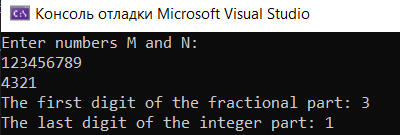 Консоль отладки Microsoft Visual Studio
Enter numbers M and N:
123456789
4321
The first digit of the fractional part: 3
The last digit of the integer part: 1